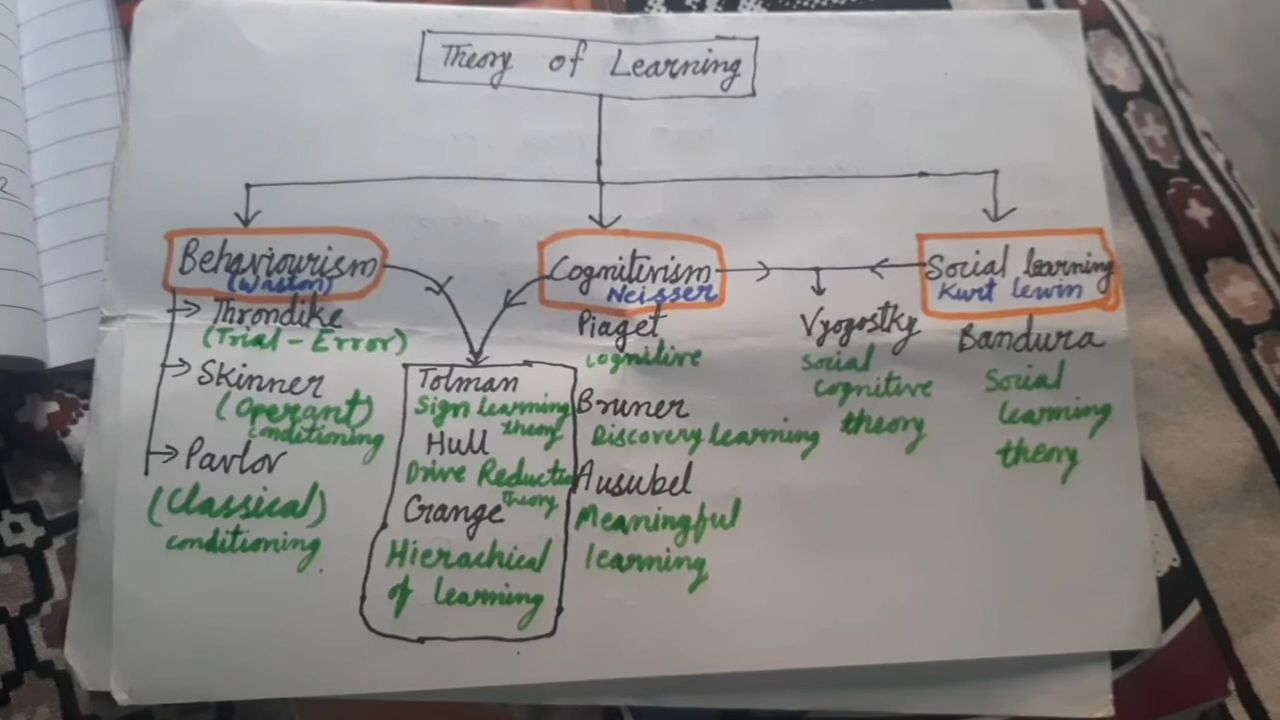 Theory of Learning
Behaviourism
(Waston)
Throndike
(Trial - Error)
Skinner
(Operant)
conditioning
Pavlov
(Classical)
conditioning
Tolman
Sign learning
theory
Hull
Drive Reduction
theory
Grange
Hierachical
of learning
Cognitivism
Neisser
Piaget
cognitive
Bruner
Discovery learning
Ausubel
Meaningful
learning
Vyogostky
Social
cognitive
theory
Social learning
Kurt lewin
Bandura
Social
learning
theory
2